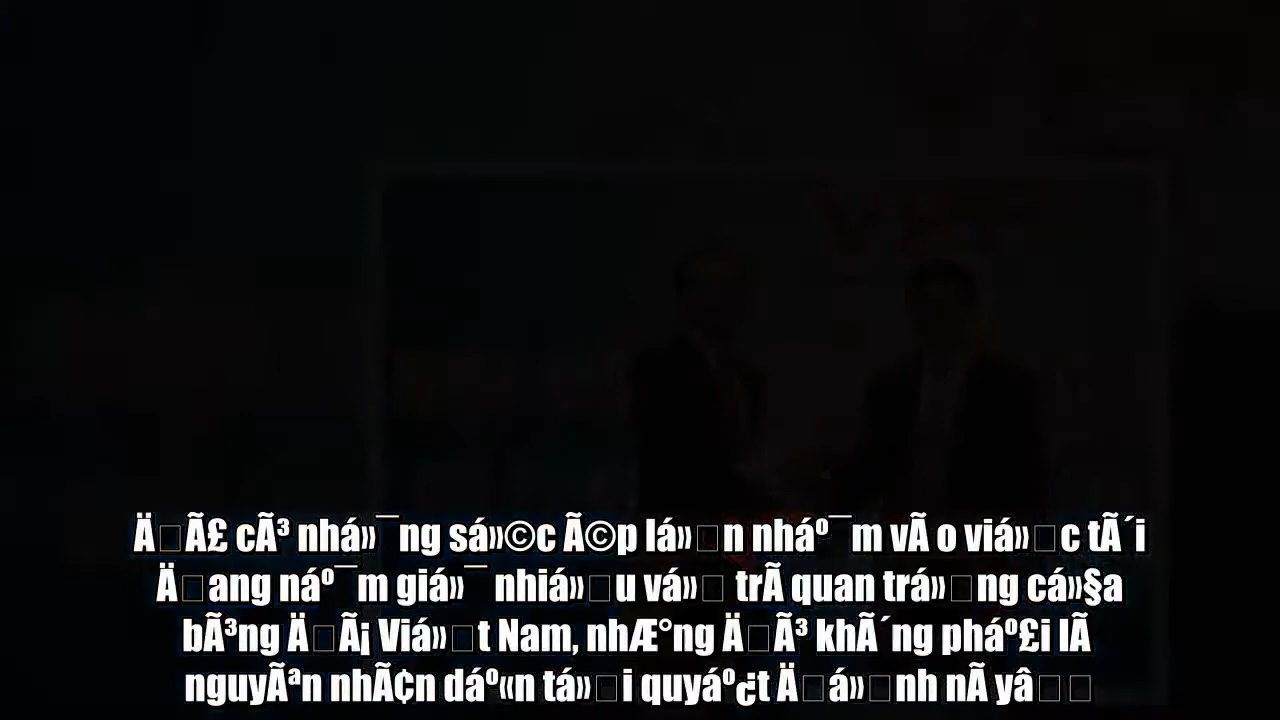 Ä□Ã£ cÃ³ nhá»¯ng sá»©c Ã©p lá»□n nháº¯m vÃ o viá»□c tÃ´i
Ä□ang náº¯m giá»¯ nhiá»□u vá»□ trÃ quan trá»□ng cá»§a
bÃ³ng Ä□Ã¡ Viá»□t Nam, nhÆ°ng Ä□Ã³ khÃ´ng pháº£i lÃ
nguyÃªn nhÃ¢n dáº«n tá»□i quyáº¿t Ä□á»□nh nÃ yâ□□